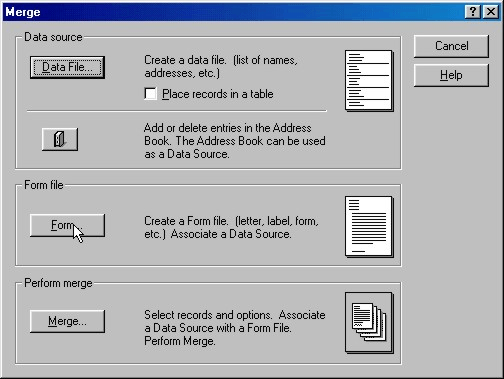 Merge
Data source
Data File...
Create a data file. (list of names,
addresses, etc.)
Place records in a table
Add or delete entries in the Address
Book. The Address Book can be used
as a Data Source.
Form file
Form...
Create a Form file. (letter, label, form,
etc.) Associate a Data Source.
Perform merge
Merge...
Select records and options. Associate
a Data Source with a Form File.
Perform Merge.
Cancel
Help